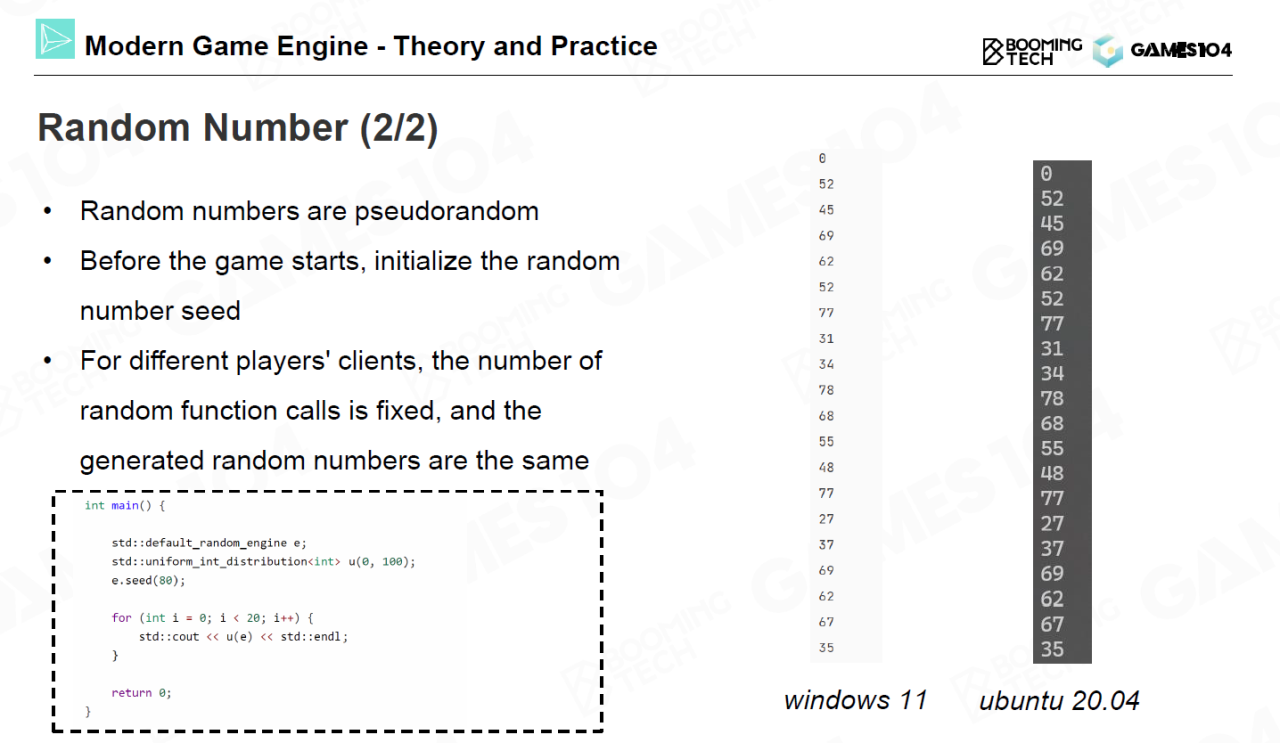 Modern Game Engine - Theory and Practice
BOOMING
TECH
GAMES104
Random Number (2/2)
• Random numbers are pseudorandom
• Before the game starts, initialize the random
number seed
• For different players' clients, the number of
random function calls is fixed, and the
generated random numbers are the same
int main() {
std::default_random_engine e;
std::uniform_int_distribution<int> u(0, 100);
e.seed(80);
for (int i = 0; i < 20; i++) {
std::cout << u(e) << std::endl;
}
return 0;
}
0
52
45
69
62
52
77
31
34
78
68
55
48
77
27
37
69
62
67
35
windows 11
0
52
45
69
62
52
77
31
34
78
68
55
48
77
27
37
69
62
67
35
ubuntu 20.04